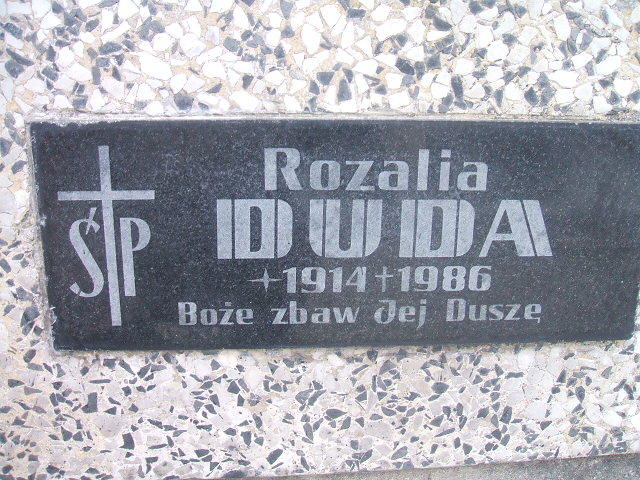 ŚP
Rozalia
DUDA
+1914 +1986
Boże zbaw Jej Duszę